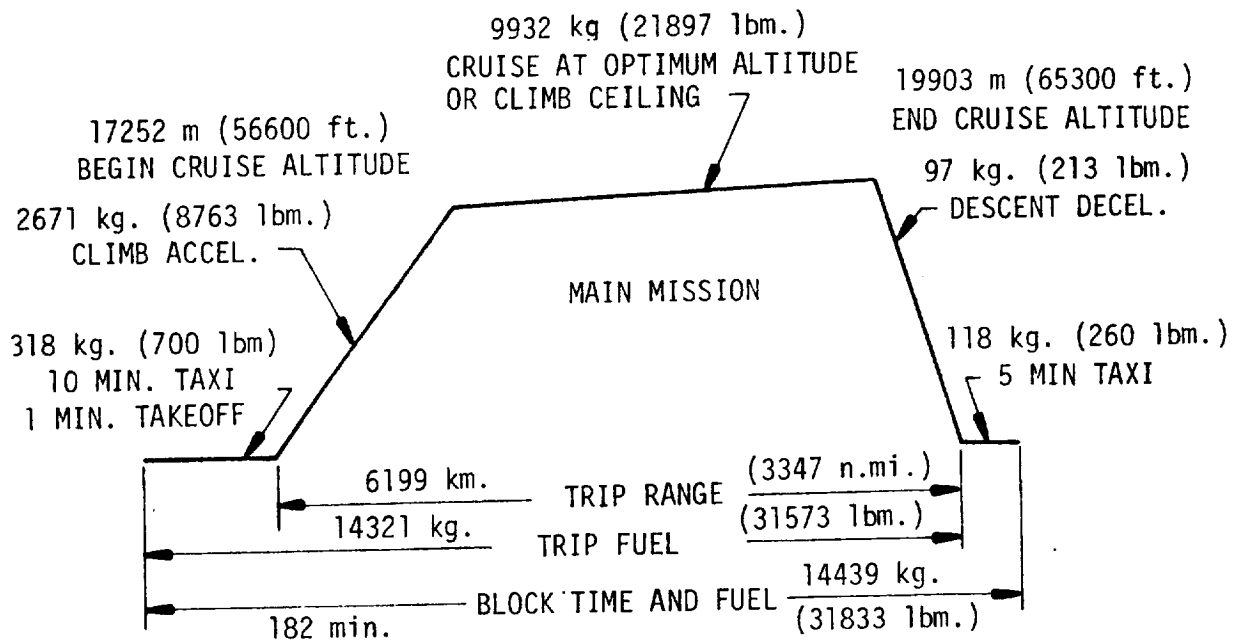 9932 kg (21897 lbm.)
CRUISE AT OPTIMUM ALTITUDE
OR CLIMB CEILING
19903 m (65300 ft.)
END CRUISE ALTITUDE
17252 m (56600 ft.)
BEGIN CRUISE ALTITUDE
97 kg. (213 lbm.)
DESCENT DECEL.
2671 kg. (8763 lbm.)
CLIMB ACCEL.
MAIN MISSION
318 kg. (700 lbm)
10 MIN. TAXI
1 MIN. TAKEOFF
118 kg. (260 lbm.)
5 MIN TAXI
6199 km. TRIP RANGE (3347 n.mi.)
14321 kg. TRIP FUEL (31573 lbm.)
BLOCK TIME AND FUEL 14439 kg.
182 min. (31833 lbm.)